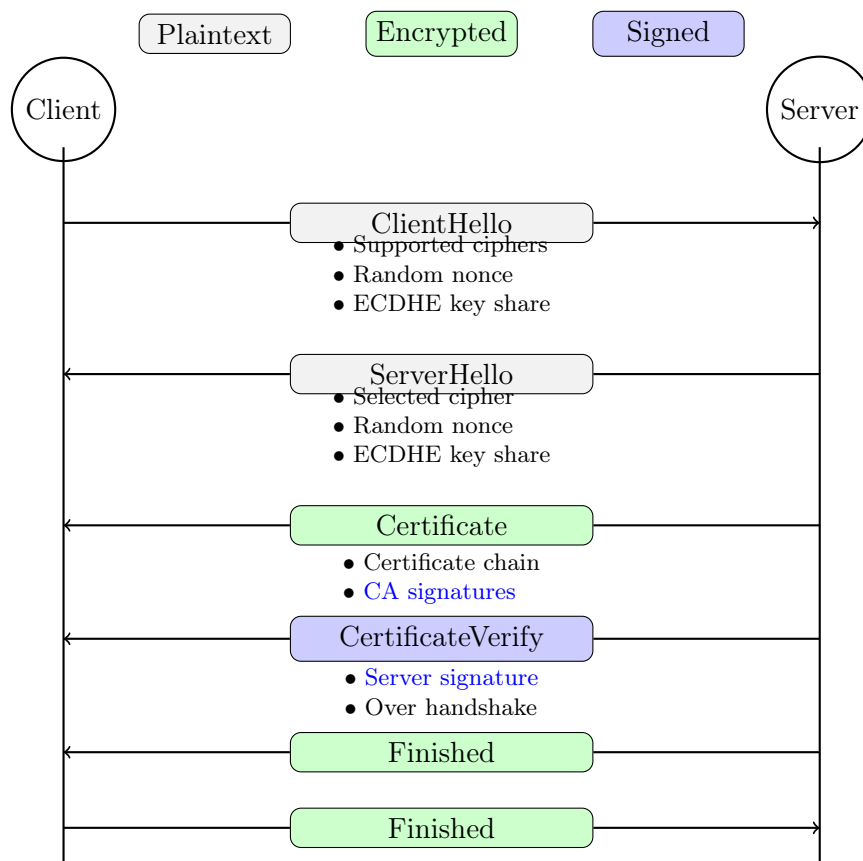 Plaintext Encrypted Signed
Client Server
ClientHello
• Supported ciphers
• Random nonce
• ECDHE key share
ServerHello
• Selected cipher
• Random nonce
• ECDHE key share
Certificate
• Certificate chain
• CA signatures
CertificateVerify
• Server signature
• Over handshake
Finished
Finished